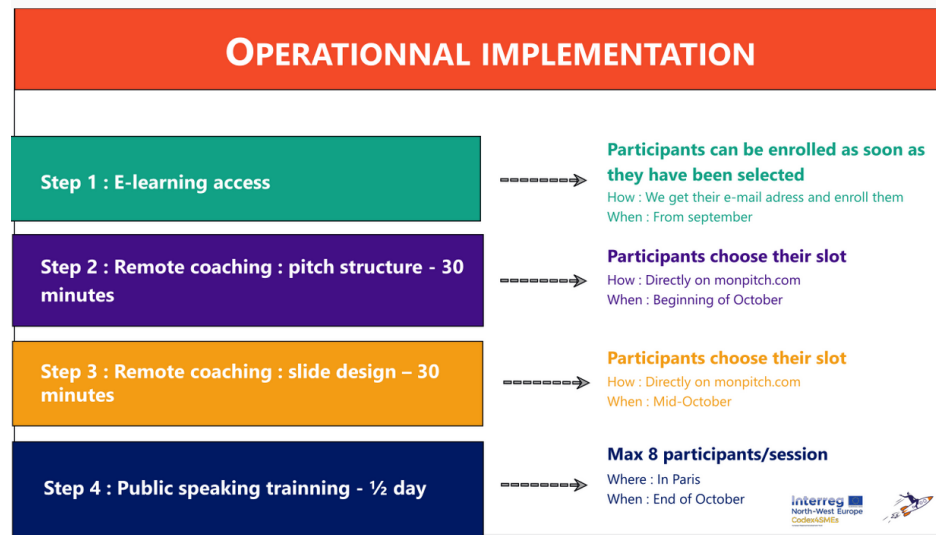 OPERATIONNAL IMPLEMENTATION
Step 1 : E-learning access
Participants can be enrolled as soon as
they have been selected
How : We get their e-mail adress and enroll them
When : From september
Step 2 : Remote coaching : pitch structure - 30
minutes
Participants choose their slot
How : Directly on monpitch.com
When : Beginning of October
Step 3 : Remote coaching : slide design – 30
minutes
Participants choose their slot
How : Directly on monpitch.com
When : Mid-October
Step 4 : Public speaking trainning - ½ day
Max 8 participants/session
Where : In Paris
When : End of October
Interreg
North-West Europe
Codex4SMEs